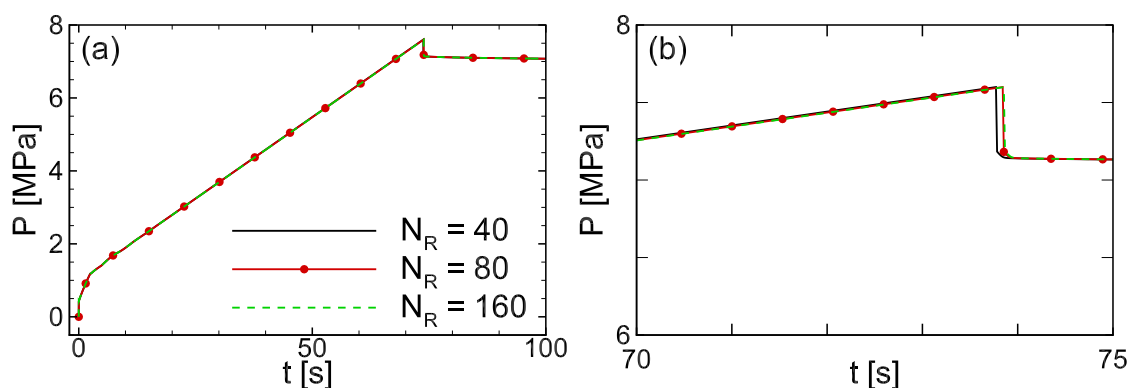 (a)
P [MPa]
8
6
4
2
0
N_R = 40
N_R = 80
N_R = 160
0
50
100
t [s]
(b)
P [MPa]
8
6
70
75
t [s]